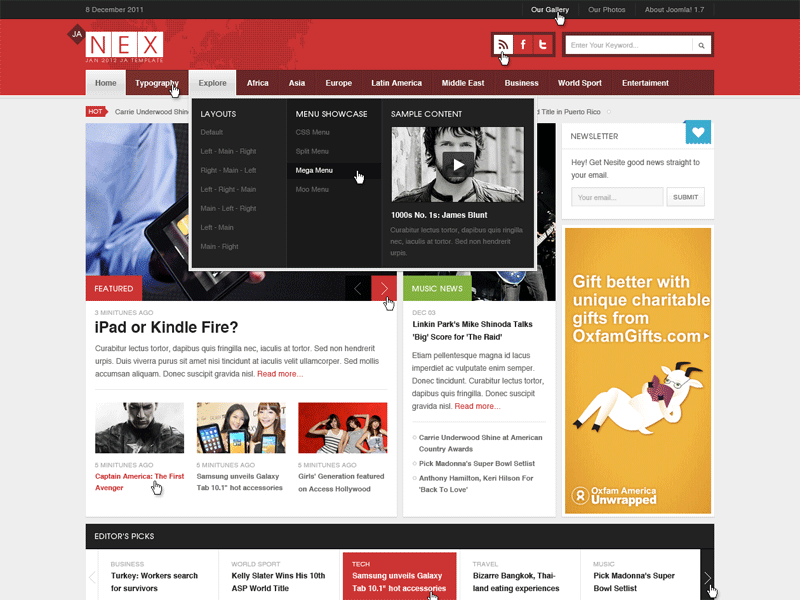 8 December 2011
Our Gallery
Our Photos
About Joomla! 1.7
JA
NEX
JAN 2012 JA TEMPLATE
Enter Your Keyword...
Home
Typography
Explore
Africa
Asia
Europe
Latin America
Middle East
Business
World Sport
Entertaiment
HOT
Carrie Underwood Shin
d Title in Puerto Rico
LAYOUTS
Default
Left - Main - Right
Right - Main - Left
Left - Right - Main
Main - Left - Right
Left - Main
Main - Right
MENU SHOWCASE
CSS Menu
Split Menu
Mega Menu
Moo Menu
SAMPLE CONTENT
1000s No. 1s: James Blunt
Curabitur lectus tortor, dapibus quis fringilla
nec, iaculis at tortor. Sed non hendrerit
urpis.
NEWSLETTER
Hey! Get Nesite good news straight to
your email.
Your email...
SUBMIT
FEATURED
3 MINITUNES AGO
iPad or Kindle Fire?
Curabitur lectus tortor, dapibus quis fringilla nec, iaculis at tortor. Sed non hendrerit
urpis. Duis viverra purus sit amet nisi tincidunt at iaculis velit ullamcorper. Sed mollis
accumsan aliquam. Donec suscipit gravida nisl. Read more...
5 MINITUNES AGO
Captain America: The First
Avenger
5 MINITUNES AGO
Samsung unveils Galaxy
Tab 10.1" hot accessories
5 MINITUNES AGO
Girls' Generation featured
on Access Hollywood
MUSIC NEWS
DEC 03
Linkin Park's Mike Shinoda Talks
'Big' Score for 'The Raid'
Etiam pellentesque magna id lacus
imperdiet ac vulputate enim semper.
Donec tincidunt. Curabitur lectus tortor,
dapibus quis fringilla. Donec suscipit
gravida nisl. Read more...
Carrie Underwood Shine at American
Country Awards
Pick Madonna's Super Bowl Setlist
Anthony Hamilton, Keri Hilson For
'Back To Love'
Gift better with
unique charitable
gifts from
OxfamGifts.com
Oxfam America
Unwrapped
EDITOR'S PICKS
BUSINESS
Turkey: Workers search
for survivors
WORLD SPORT
Kelly Slater Wins His 10th
ASP World Title
TECH
Samsung unveils Galaxy
Tab 10.1" hot accessories
TRAVEL
Bizarre Bangkok, Thai-
land eating experiences
MUSIC
Pick Madonna's Super
Bowl Setlist